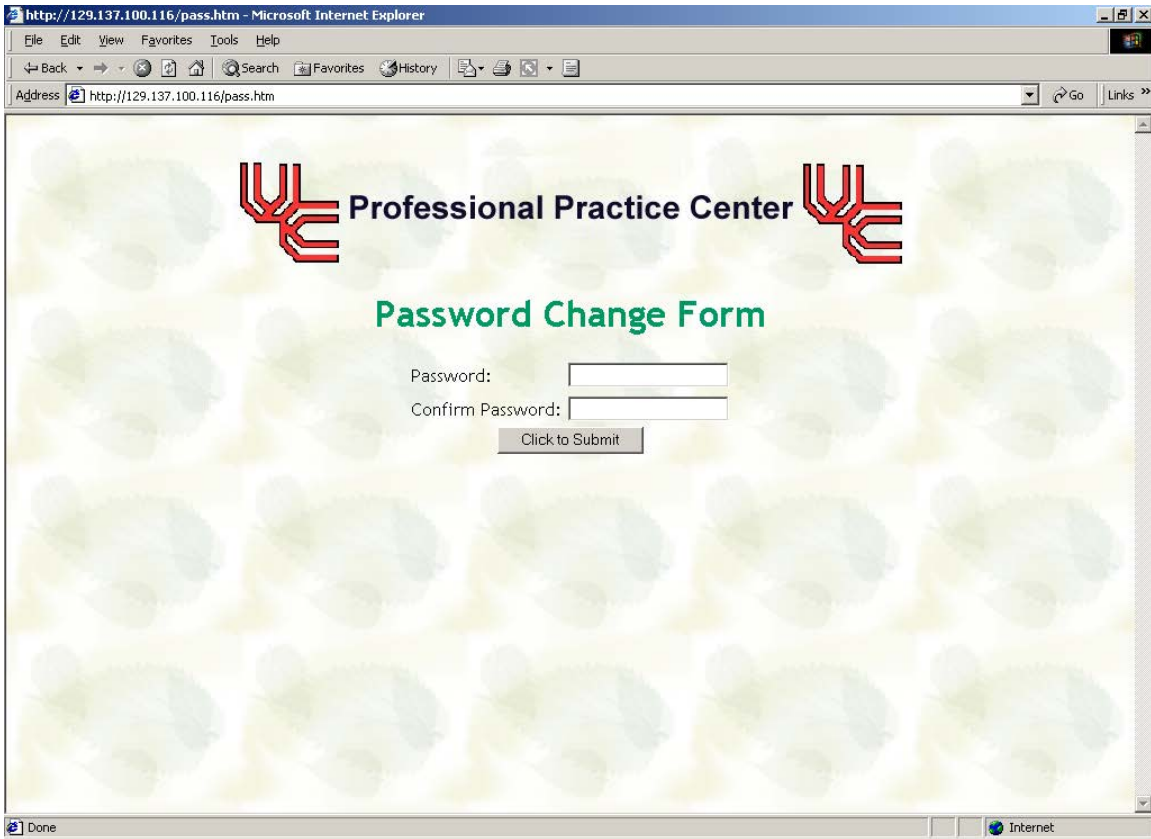 http://129.137.100.116/pass.htm - Microsoft Internet Explorer
File Edit View Favorites Tools Help
Back Search Favorites History
Address http://129.137.100.116/pass.htm Go Links »
UC Professional Practice Center UC
Password Change Form
Password:
Confirm Password:
Click to Submit
Done Internet